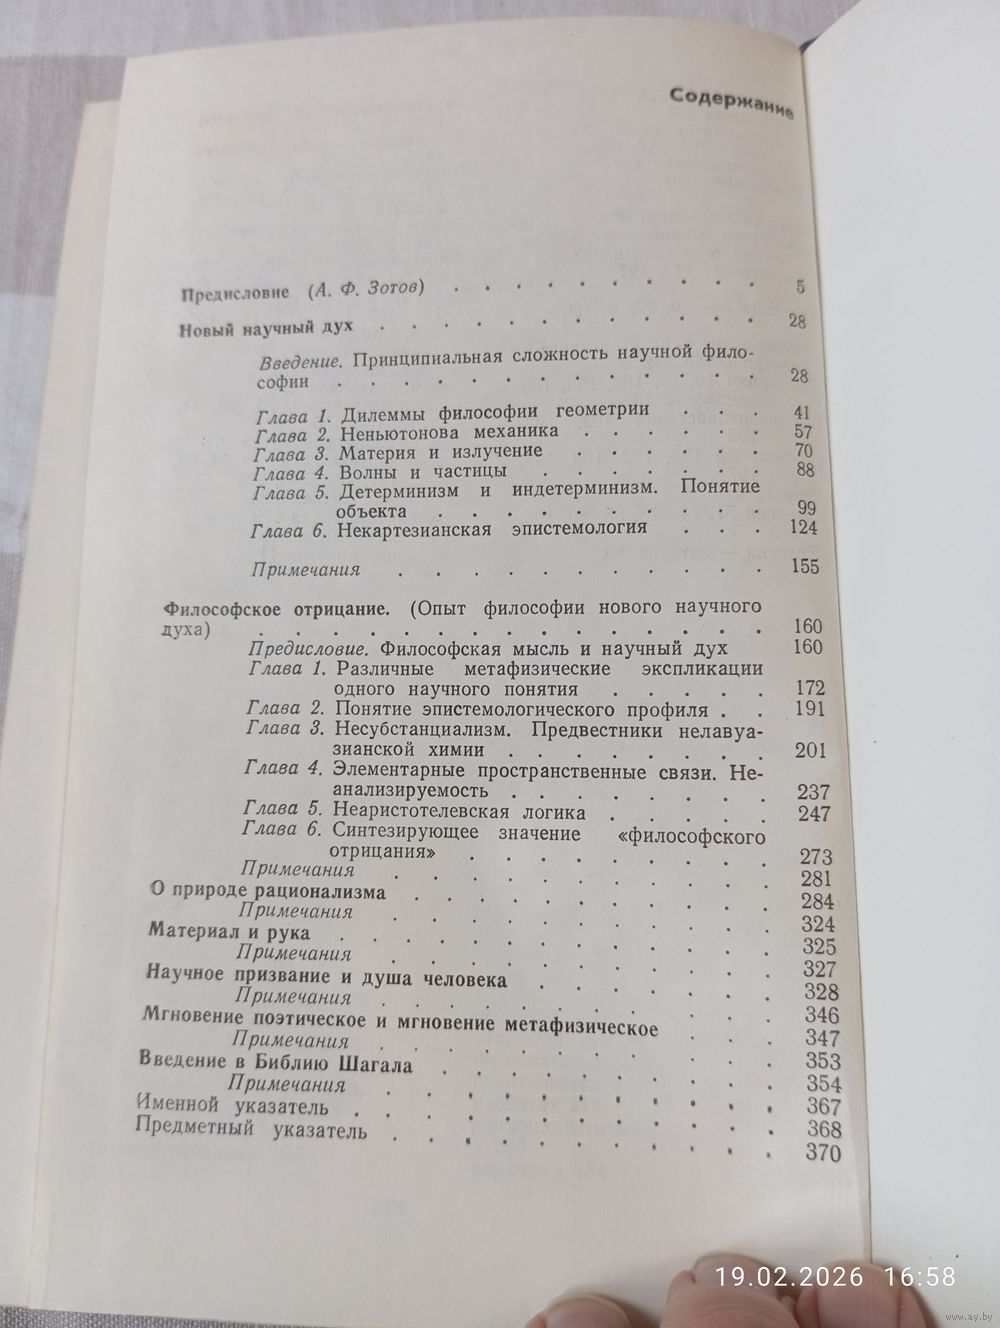 Содержание
Предисловие (А. Ф. Зотов) . . . . . . . . . 5
Новый научный дух . . . . . . . . . . . 28
Введение. Принципиальная сложность научной фило-
софии . . . . . . . . . . . . 28
Глава 1. Дилеммы философии геометрии . . . 41
Глава 2. Неньютонова механика . . . . . . 57
Глава 3. Материя и излучение . . . . . . 70
Глава 4. Волны и частицы . . . . . . 88
Глава 5. Детерминизм и индетерминизм. Понятие
объекта . . . . . . . . . 99
Глава 6. Некартезианская эпистемология . . . 124
Примечания . . . . . . . . . . . 155
Философское отрицание. (Опыт философии нового научного
духа) . . . . . . . . . . . . . . . 160
Предисловие. Философская мысль и научный дух 160
Глава 1. Различные метафизические экспликации
одного научного понятия . . . . . 172
Глава 2. Понятие эпистемологического профиля . . 191
Глава 3. Несубстанциализм. Предвестники нелавуа-
зианской химии . . . . . . . 201
Глава 4. Элементарные пространственные связи. Не-
анализируемость . . . . . . . 237
Глава 5. Неаристотелевская логика . . . . . 247
Глава 6. Синтезирующее значение «философского
отрицания» . . . . . . . . . 273
Примечания . . . . . . . . . . . 281
О природе рационализма . . . . . . . . . . 284
Примечания . . . . . . . . . . . 324
Материал и рука . . . . . . . . . . . . 325
Примечания . . . . . . . . . . . 327
Научное призвание и душа человека . . . . . . . 328
Примечания . . . . . . . . . . . 346
Мгновение поэтическое и мгновение метафизическое . . . 347
Примечания . . . . . . . . . . . 353
Введение в Библию Шагала . . . . . . . . . 354
Примечания . . . . . . . . . . . 367
Именной указатель . . . . . . . . . . . . 368
Предметный указатель . . . . . . . . . . . 370
19.02.2026 16:58
www.ay.by